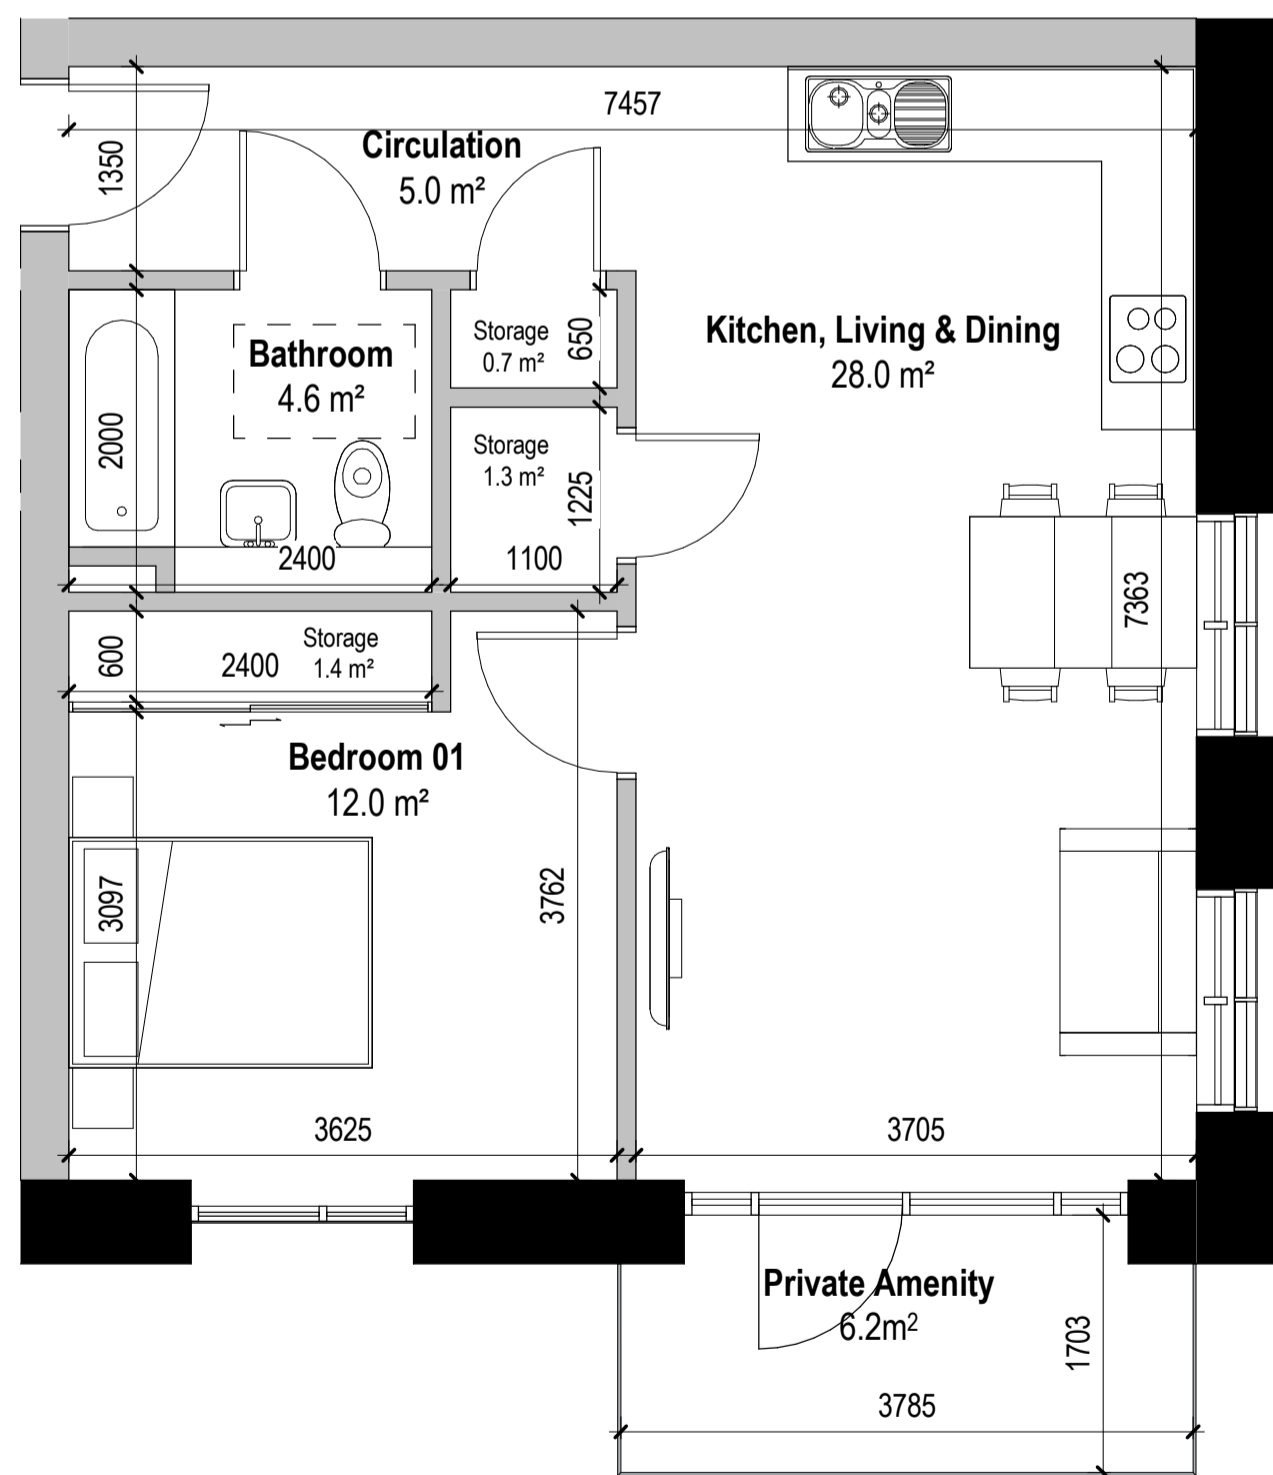 7457
Circulation
5.0 m²
1350
Storage
0.7 m²
650
Kitchen, Living & Dining
28.0 m²
Bathroom
4.6 m²
2000
Storage
1.3 m²
1225
2400
1100
7363
600
2400
Storage
1.4 m²
Bedroom 01
12.0 m²
3097
3762
3625
3705
Private Amenity
6.2m²
1703
3785